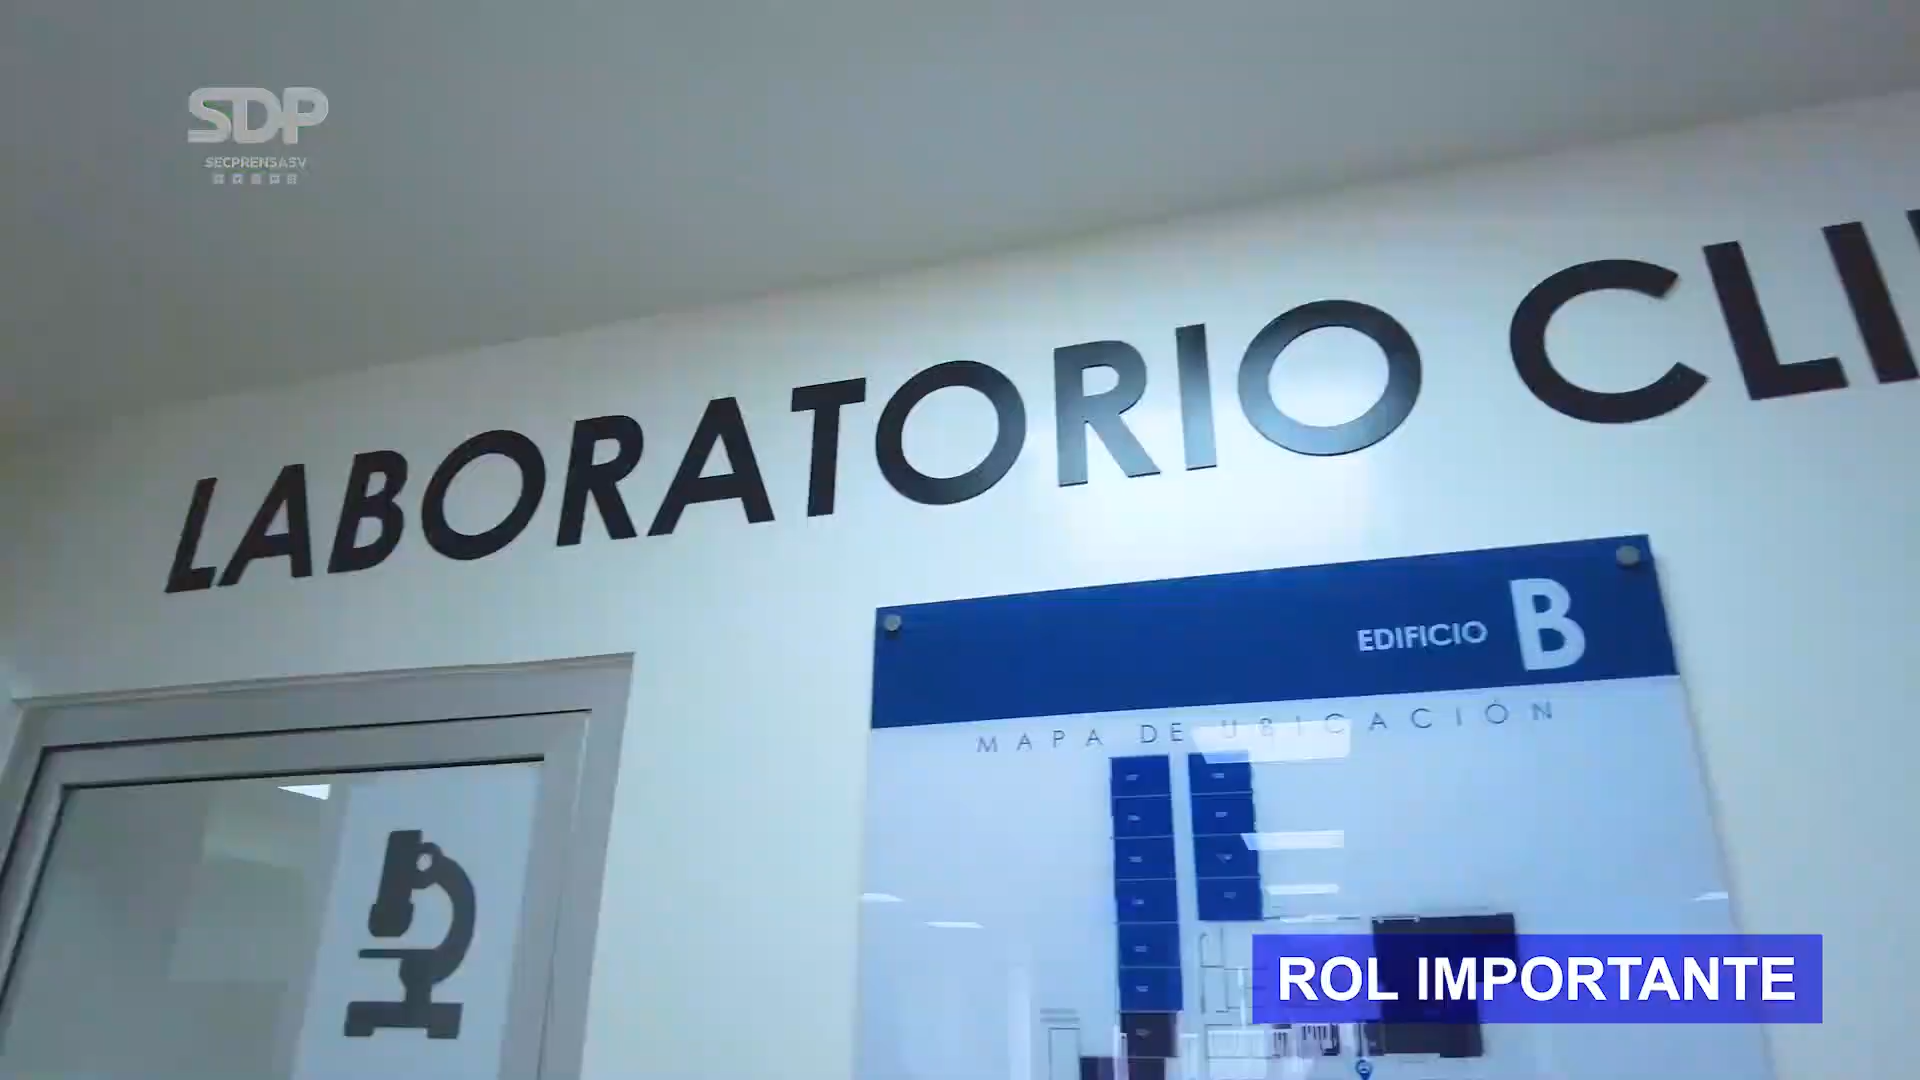 SDP
SECPRENSASV
LABORATORIO CLI
EDIFICIO B
MAPA DE UBICACIÓN
ROL IMPORTANTE